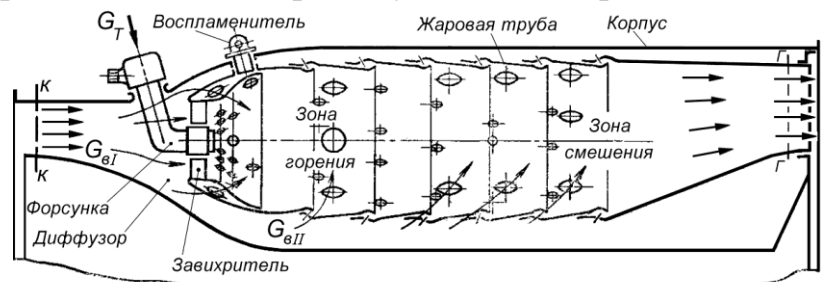 G_T
Воспламенитель
Жаровая труба
Корпус
К
Г
Зона
горения
Зона
смешения
G_вI
К
Г
Форсунка
G_вII
Диффузор
Завихритель